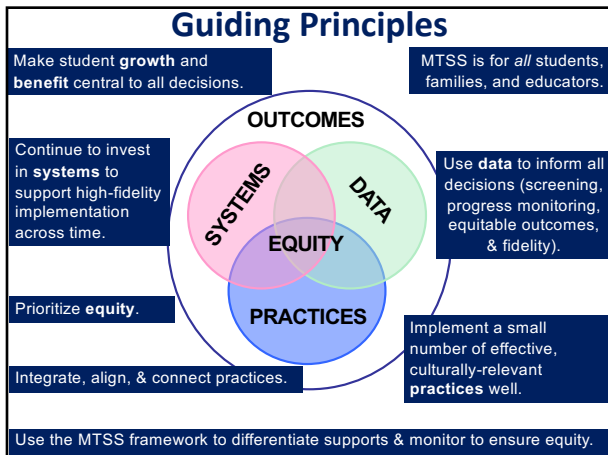 Guiding Principles
Make student growth and
benefit central to all decisions.
MTSS is for all students,
families, and educators.
OUTCOMES
Continue to invest
in systems to
support high-fidelity
implementation
across time.
SYSTEMS
DATA
Use data to inform all
decisions (screening,
progress monitoring,
equitable outcomes,
& fidelity).
EQUITY
Prioritize equity.
PRACTICES
Implement a small
number of effective,
culturally-relevant
practices well.
Integrate, align, & connect practices.
Use the MTSS framework to differentiate supports & monitor to ensure equity.